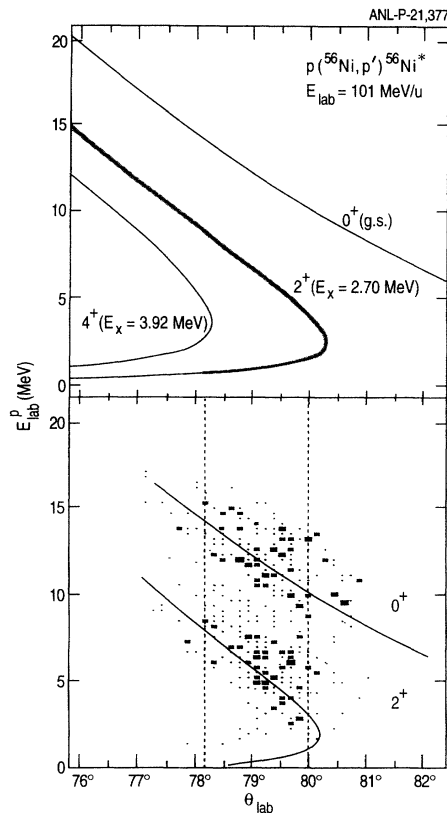 ANL-P-21,377
20
p(⁵⁶Ni,p′)⁵⁶Ni*
E_lab = 101 MeV/u
15
10
0⁺(g.s.)
5
2⁺(Eₓ = 2.70 MeV)
4⁺(Eₓ = 3.92 MeV)
0
E^p_lab (MeV)
20
15
10
0⁺
5
2⁺
0
76° 77° 78° 79° 80° 81° 82°
θ_lab